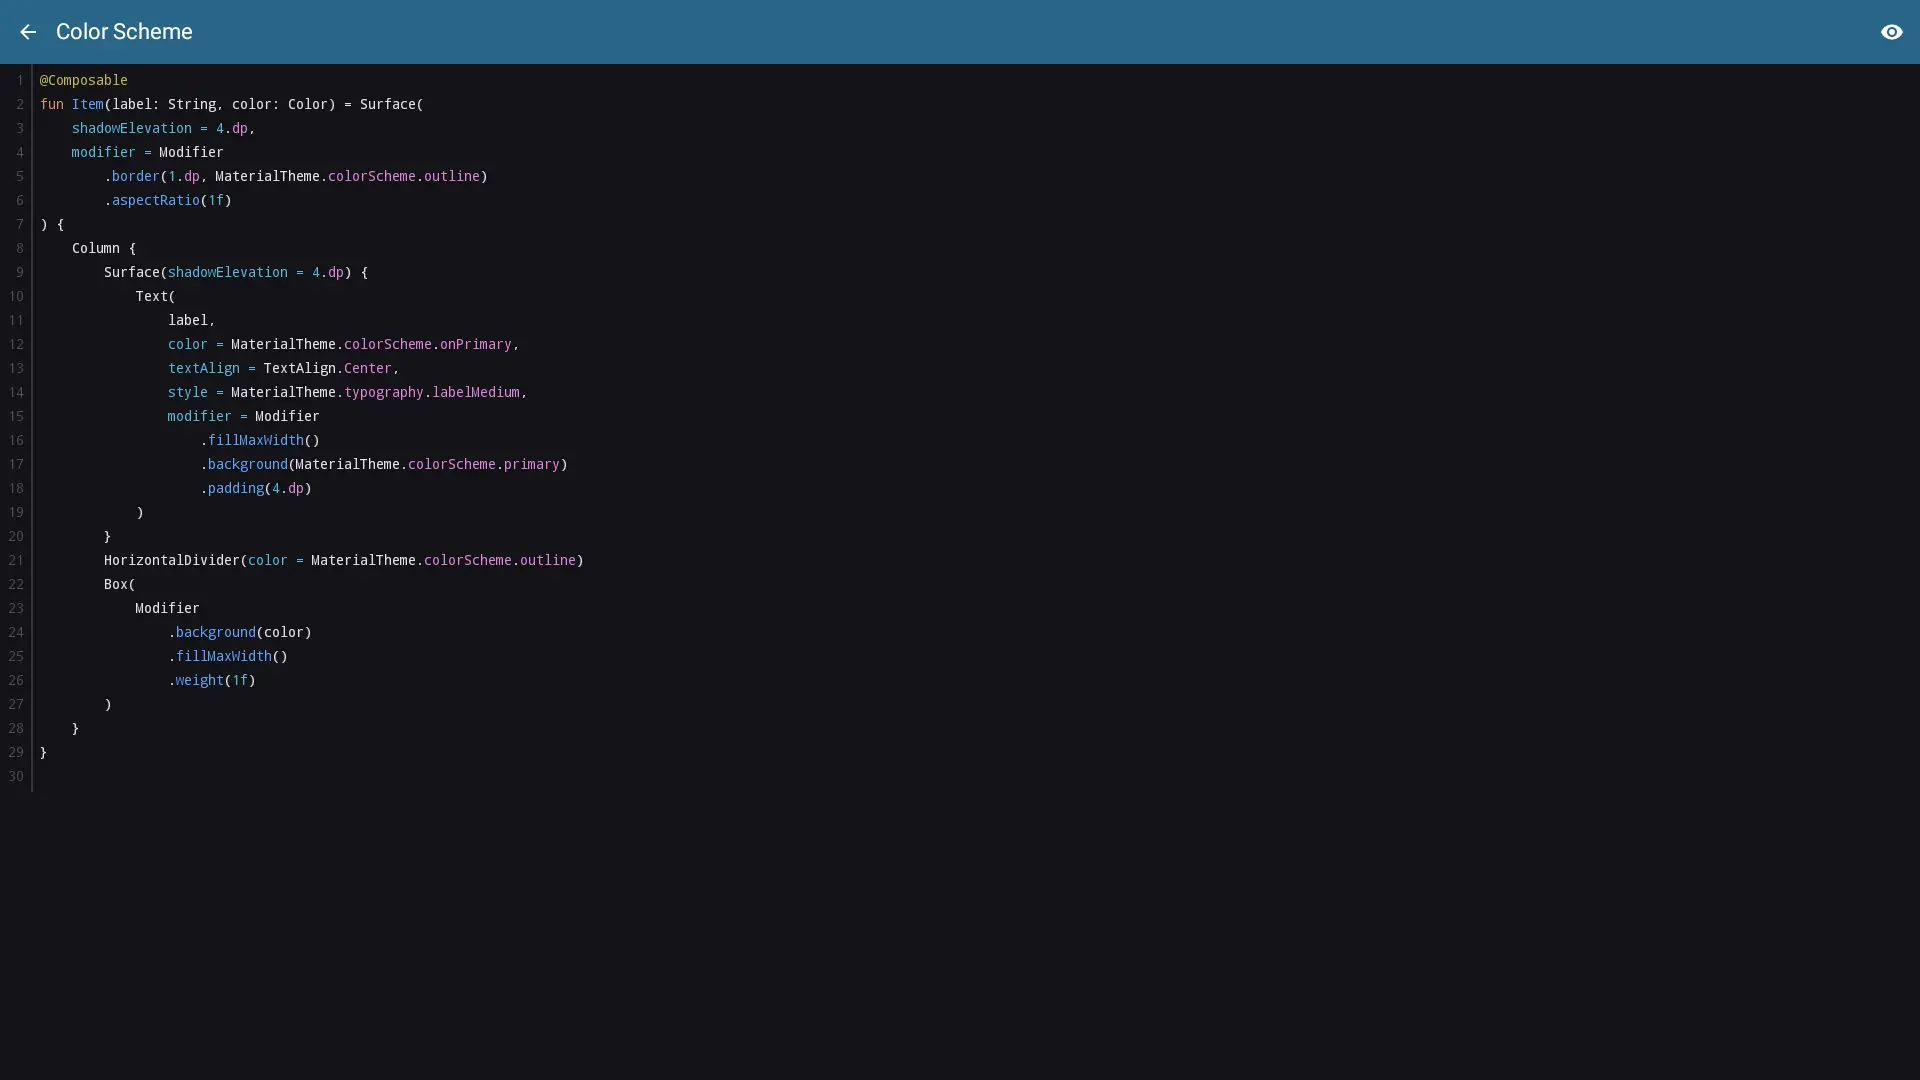 Color Scheme
1 @Composable
2 fun Item(label: String, color: Color) = Surface(
3     shadowElevation = 4.dp,
4     modifier = Modifier
5         .border(1.dp, MaterialTheme.colorScheme.outline)
6         .aspectRatio(1f)
7 ) {
8     Column {
9         Surface(shadowElevation = 4.dp) {
10             Text(
11                 label,
12                 color = MaterialTheme.colorScheme.onPrimary,
13                 textAlign = TextAlign.Center,
14                 style = MaterialTheme.typography.labelMedium,
15                 modifier = Modifier
16                     .fillMaxWidth()
17                     .background(MaterialTheme.colorScheme.primary)
18                     .padding(4.dp)
19             )
20         }
21         HorizontalDivider(color = MaterialTheme.colorScheme.outline)
22         Box(
23             Modifier
24                 .background(color)
25                 .fillMaxWidth()
26                 .weight(1f)
27         )
28     }
29 }
30